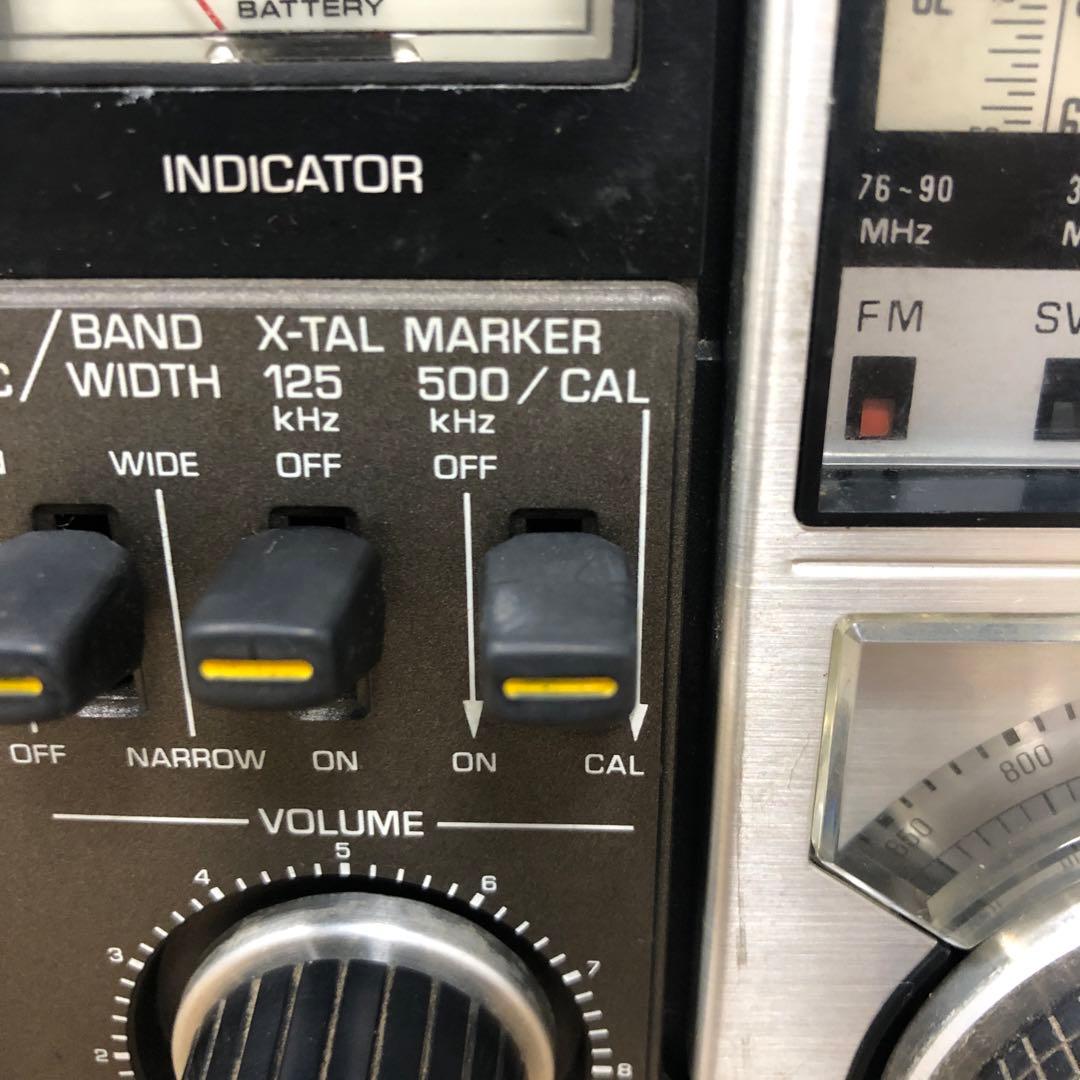 BATTERY
INDICATOR
76~90
MHz
FM
BAND
WIDTH
X-TAL MARKER
125
kHz
500/CAL
kHz
WIDE
OFF
OFF
OFF
NARROW
ON
ON
CAL
VOLUME
2
3
4
5
6
7
8
800
650